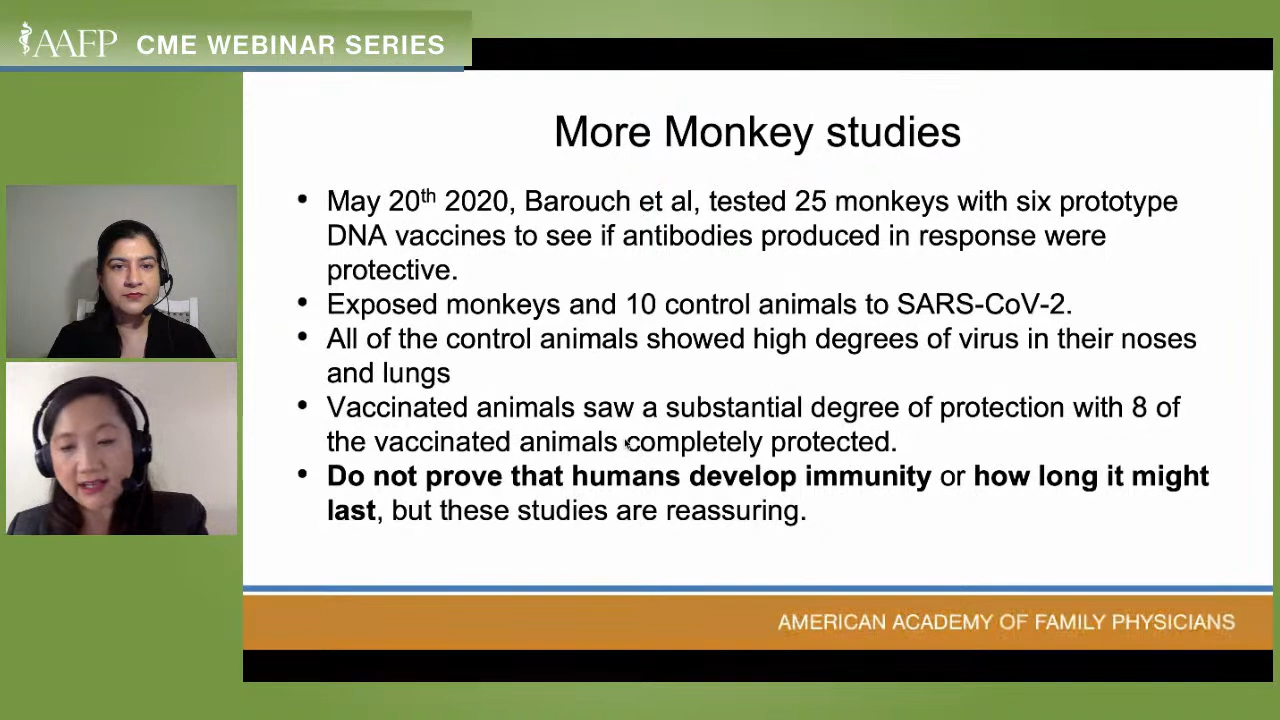 AAFP CME WEBINAR SERIES
More Monkey studies
• May 20th 2020, Barouch et al, tested 25 monkeys with six prototype
DNA vaccines to see if antibodies produced in response were
protective.
• Exposed monkeys and 10 control animals to SARS-CoV-2.
• All of the control animals showed high degrees of virus in their noses
and lungs
• Vaccinated animals saw a substantial degree of protection with 8 of
the vaccinated animals completely protected.
• Do not prove that humans develop immunity or how long it might
last, but these studies are reassuring.
AMERICAN ACADEMY OF FAMILY PHYSICIANS